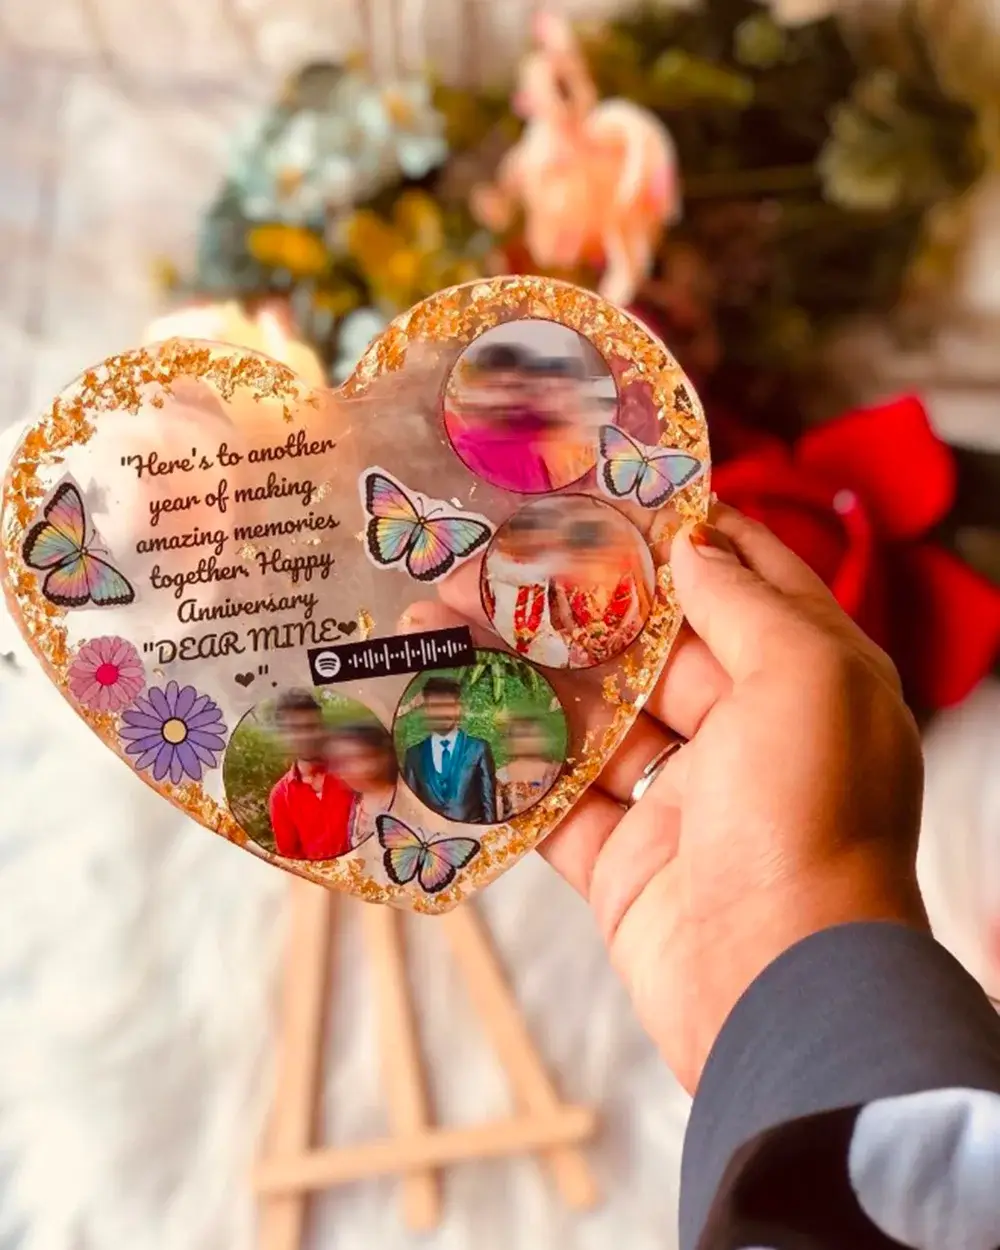 "Here's to another
year of making
amazing memories
together. Happy
Anniversary
"DEAR MINE❤
❤".